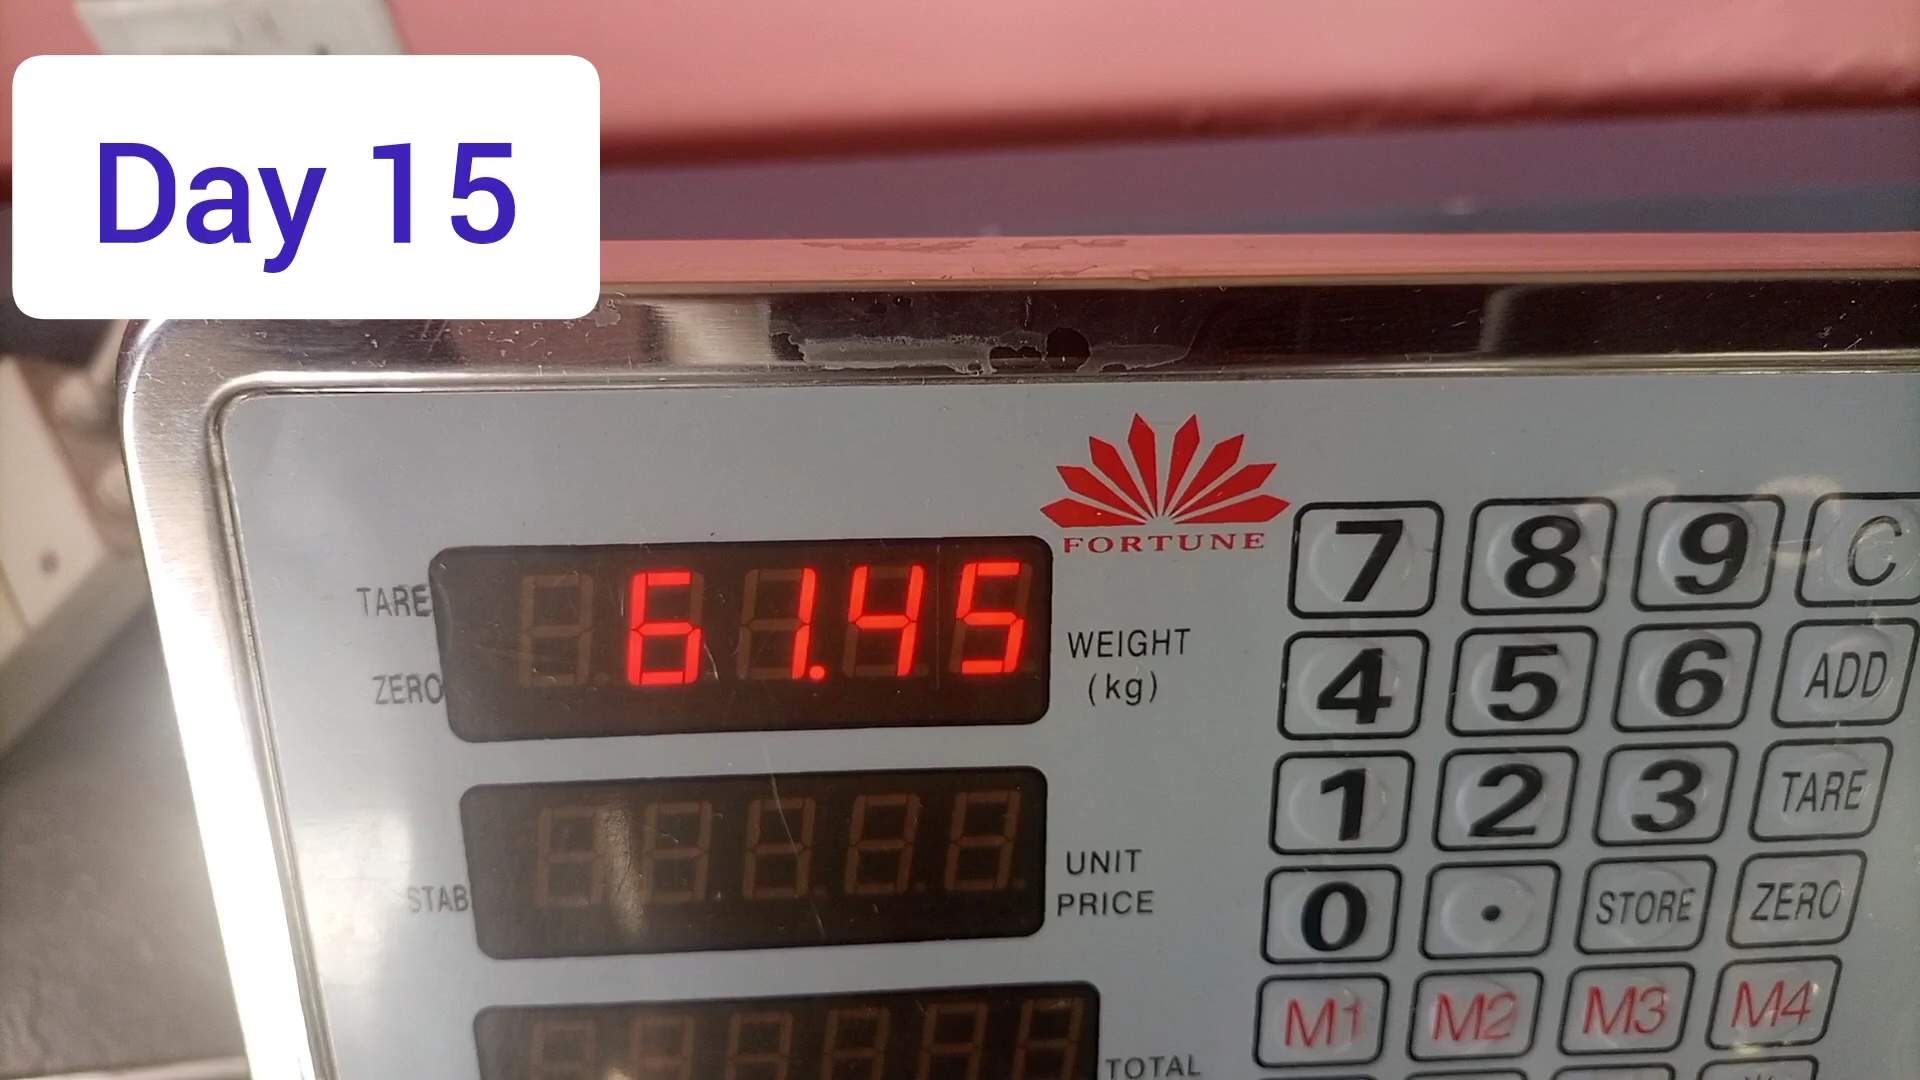 Day 15
FORTUNE
TARE
ZERO
61.45
WEIGHT
(kg)
STAB
UNIT
PRICE
TOTAL
7 8 9 C
4 5 6 ADD
1 2 3 TARE
0 . STORE ZERO
M1 M2 M3 M4